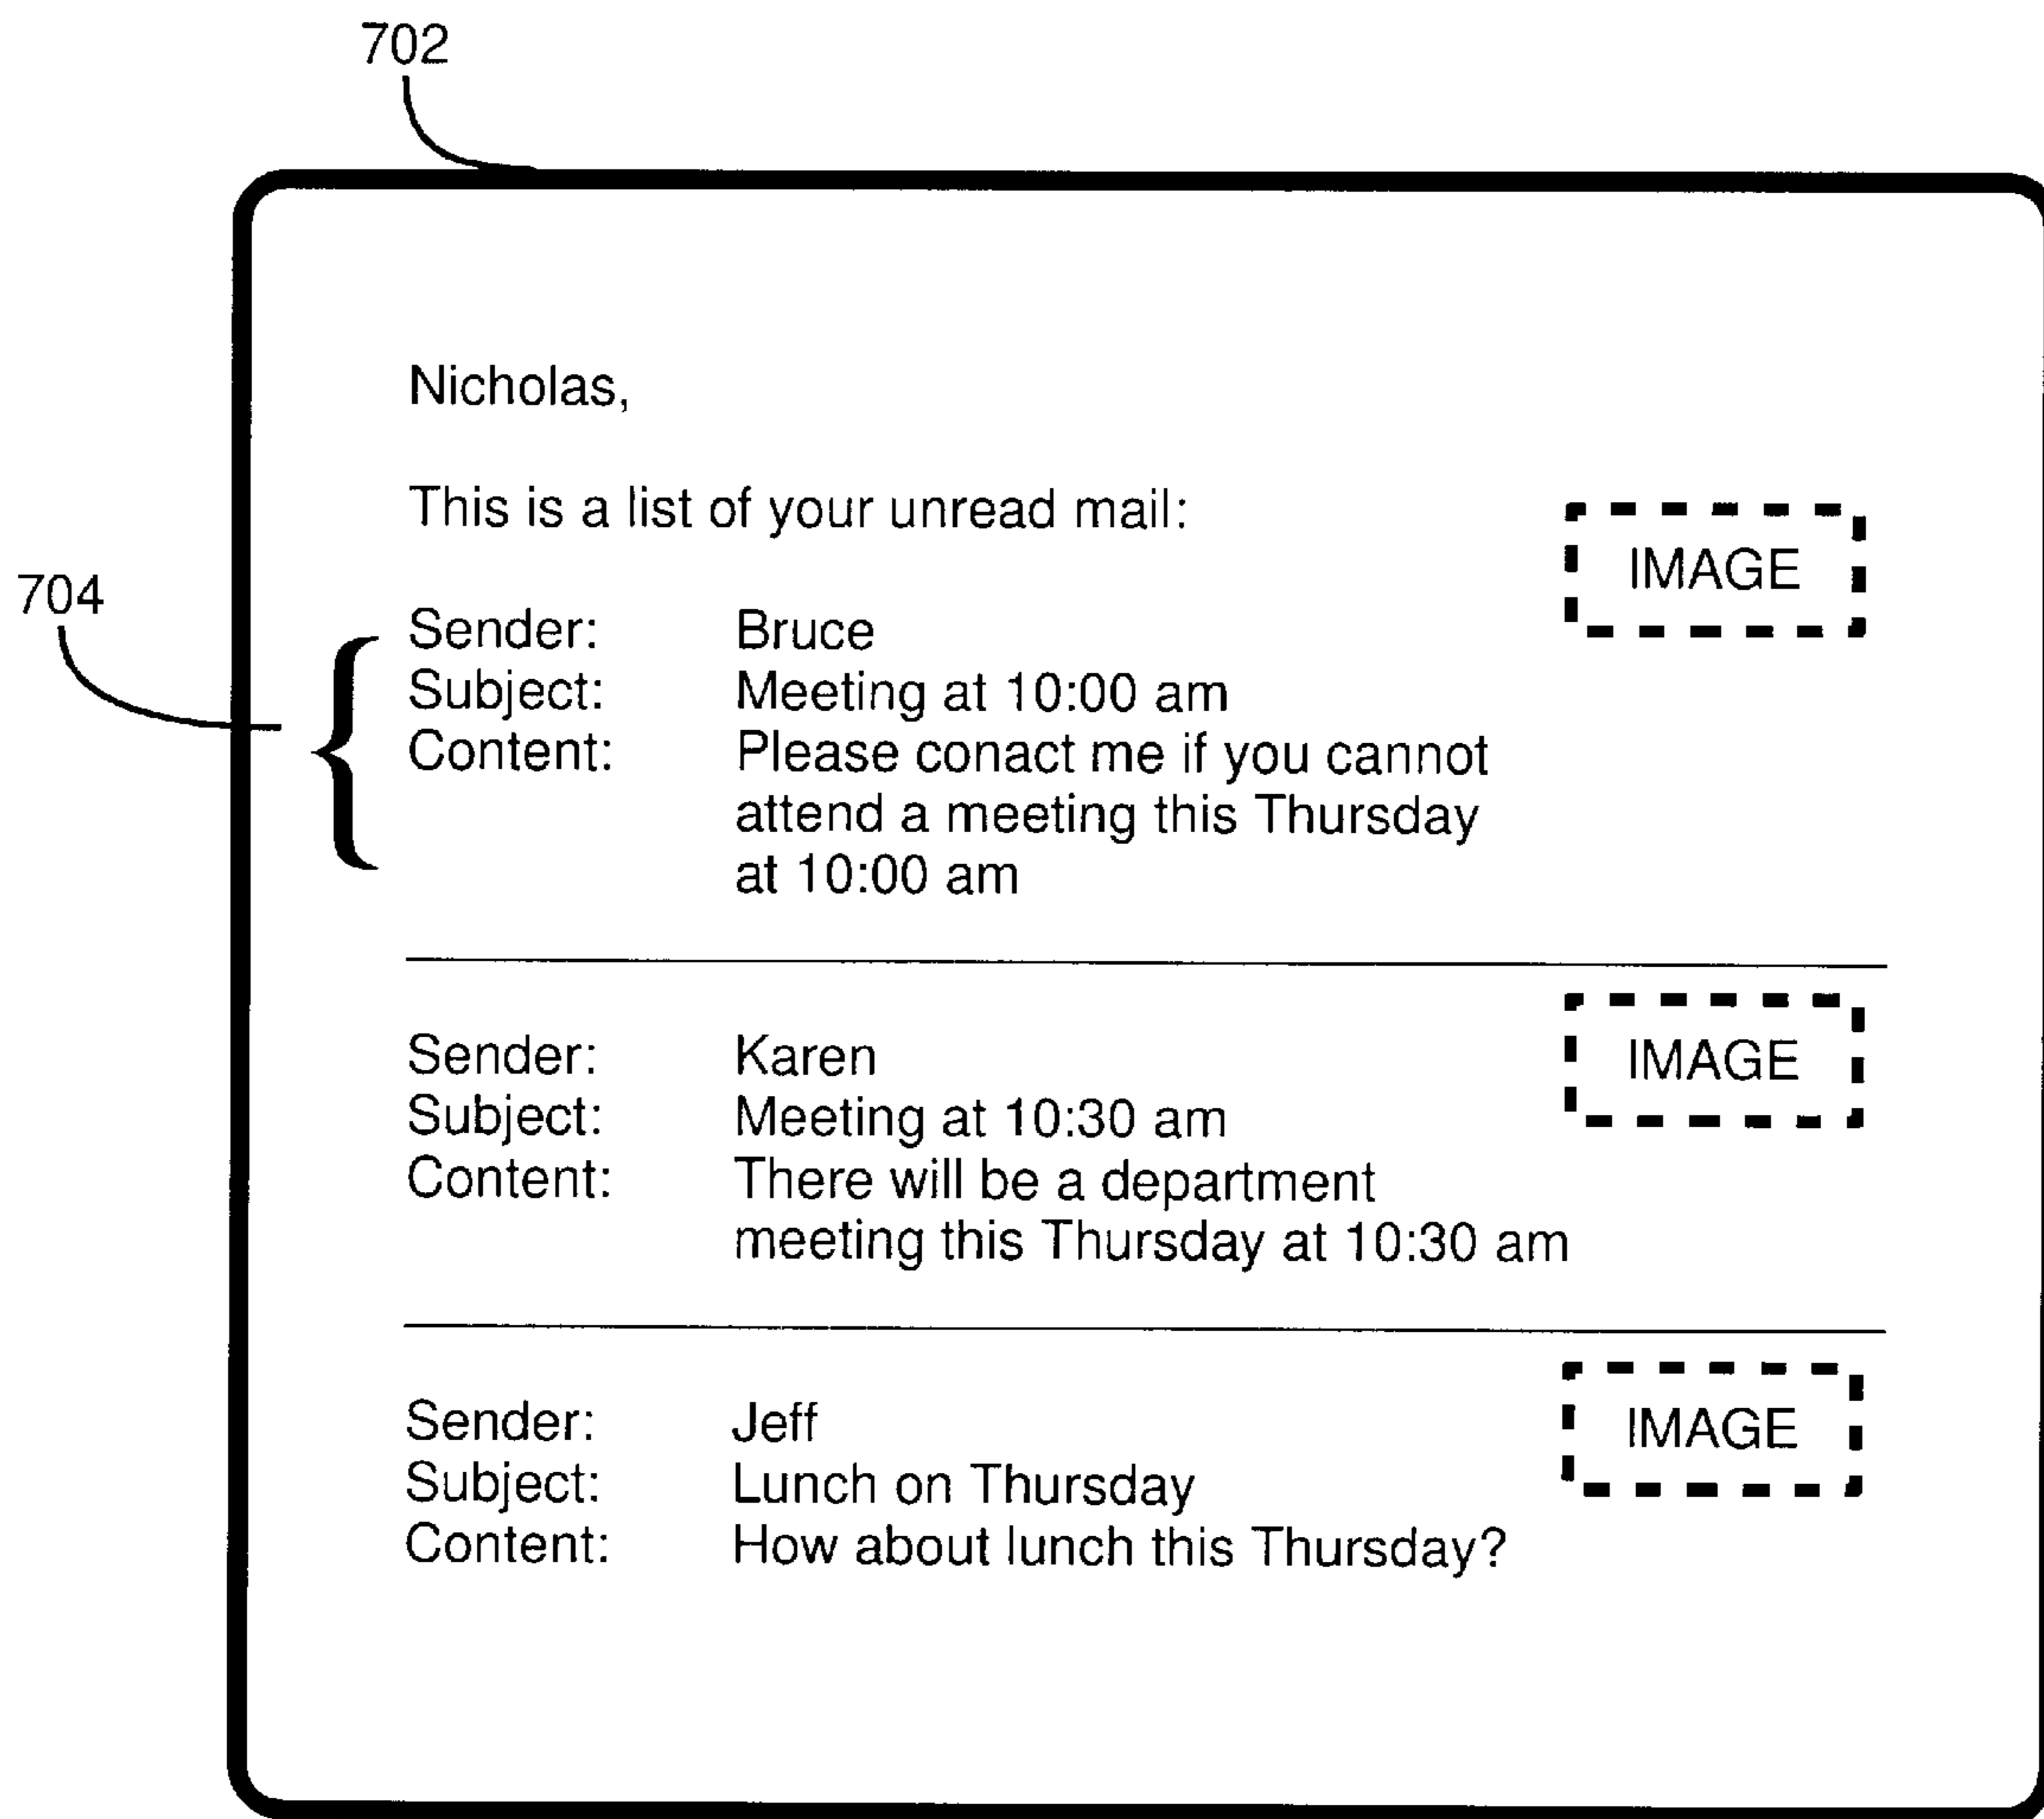 702
Nicholas,
This is a list of your unread mail:
IMAGE
704
Sender: Bruce
Subject: Meeting at 10:00 am
Content: Please conact me if you cannot
attend a meeting this Thursday
at 10:00 am
IMAGE
Sender: Karen
Subject: Meeting at 10:30 am
Content: There will be a department
meeting this Thursday at 10:30 am
IMAGE
Sender: Jeff
Subject: Lunch on Thursday
Content: How about lunch this Thursday?